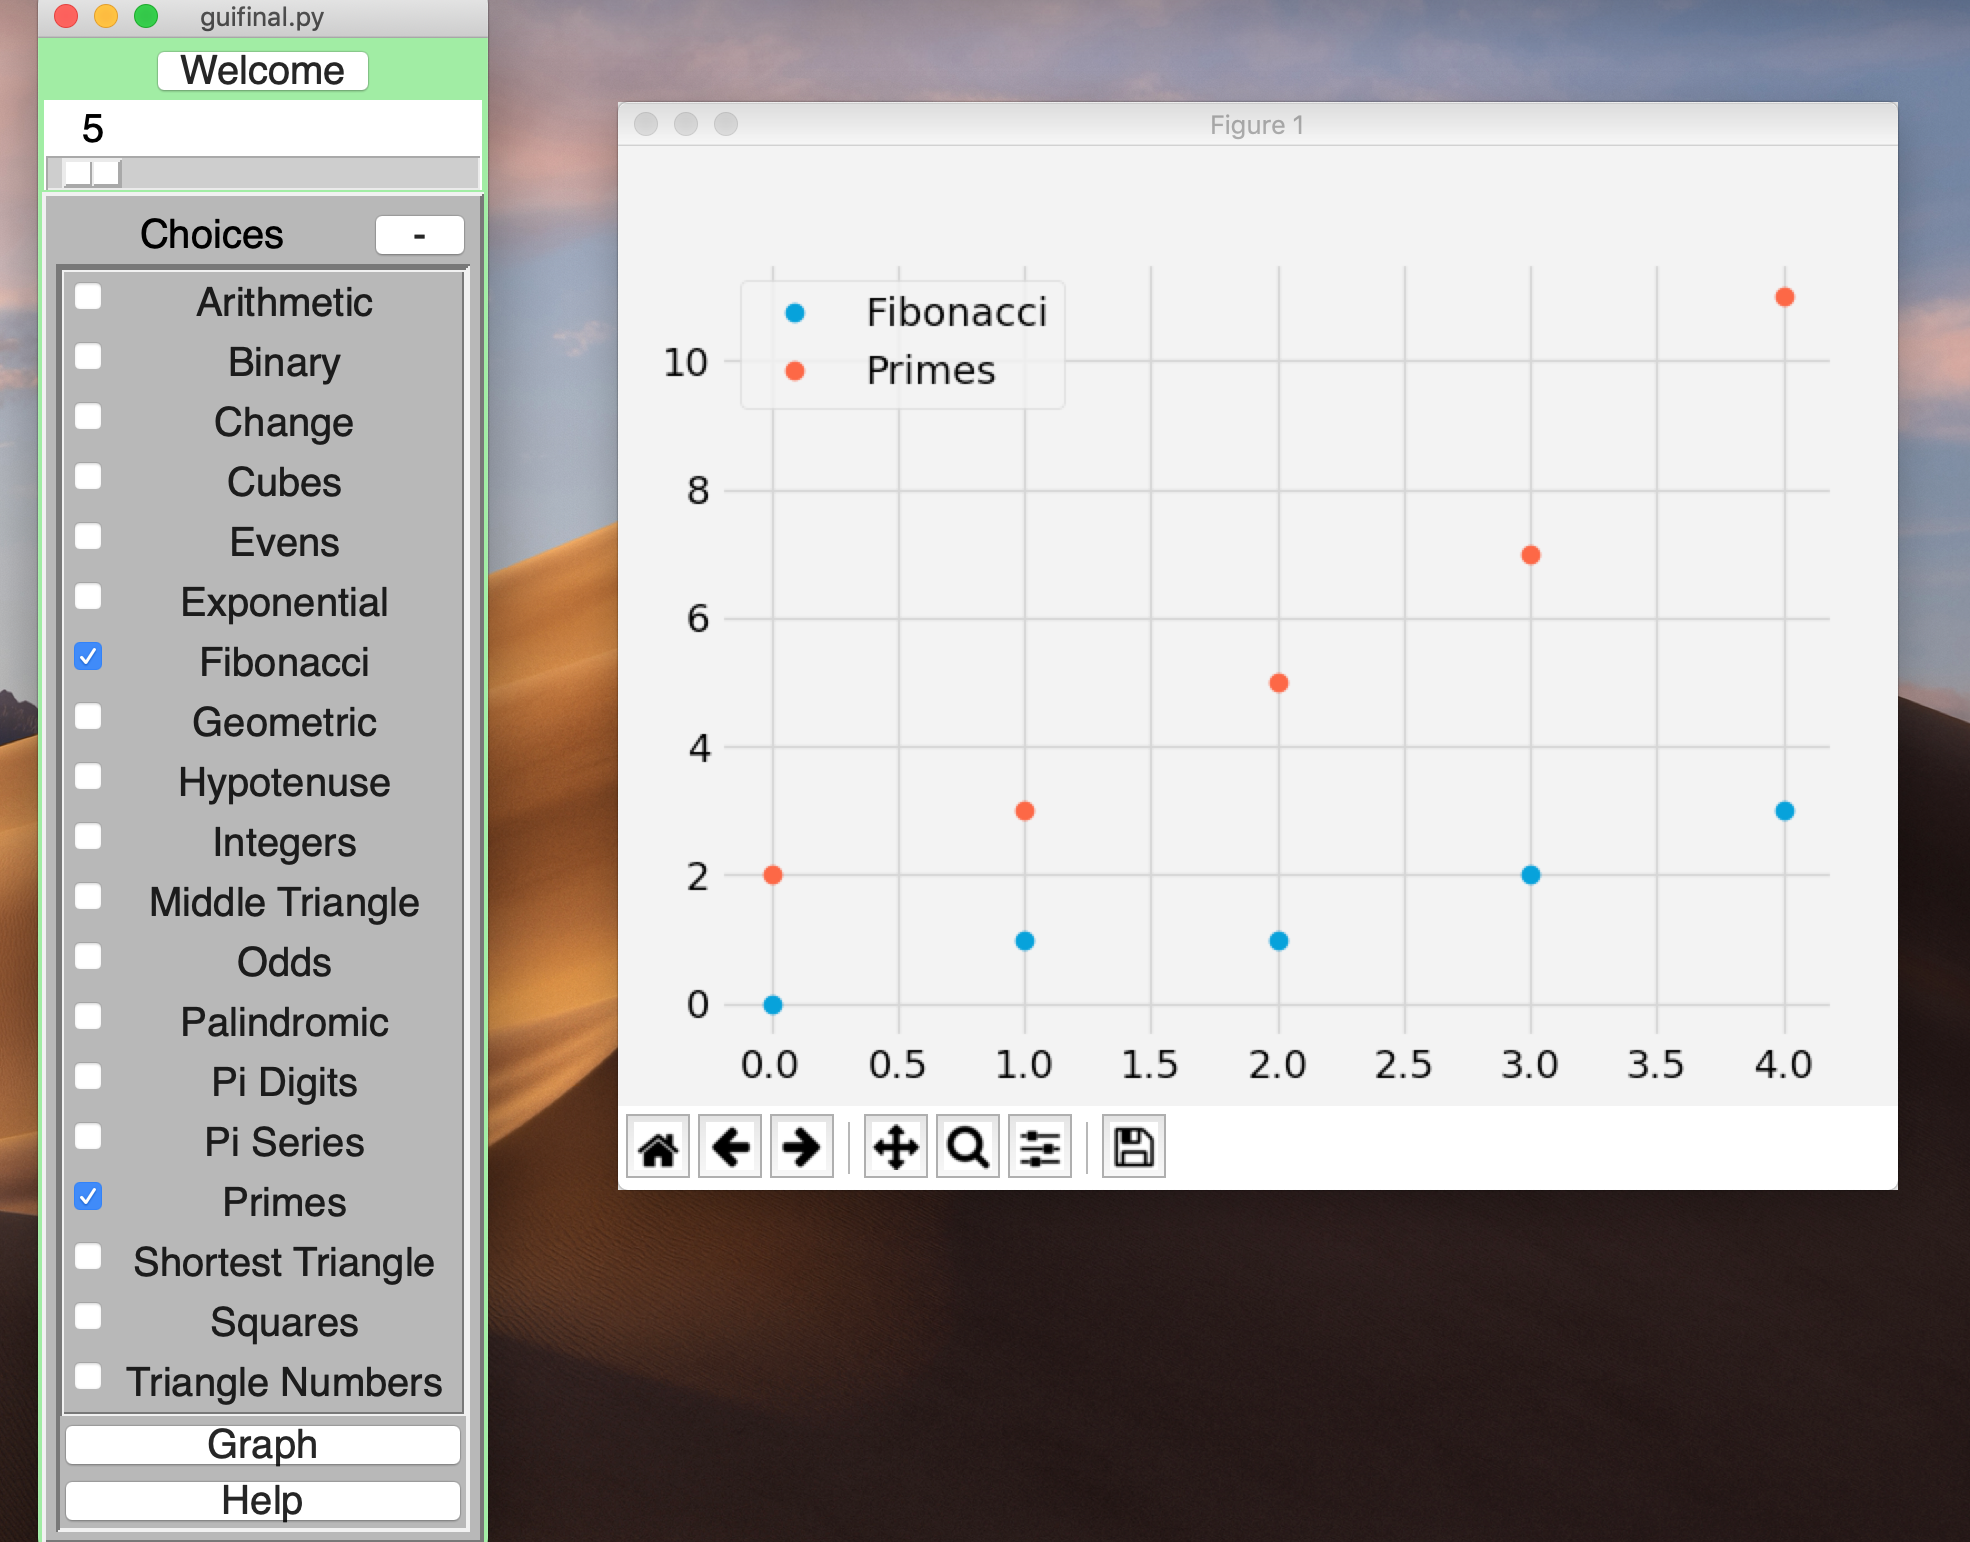 guifinal.py
Welcome
5
Choices
-
Arithmetic
Binary
Change
Cubes
Evens
Exponential
Fibonacci
Geometric
Hypotenuse
Integers
Middle Triangle
Odds
Palindromic
Pi Digits
Pi Series
Primes
Shortest Triangle
Squares
Triangle Numbers
Graph
Help
Figure 1
Fibonacci
Primes
10
8
6
4
2
0
0.0 0.5 1.0 1.5 2.0 2.5 3.0 3.5 4.0